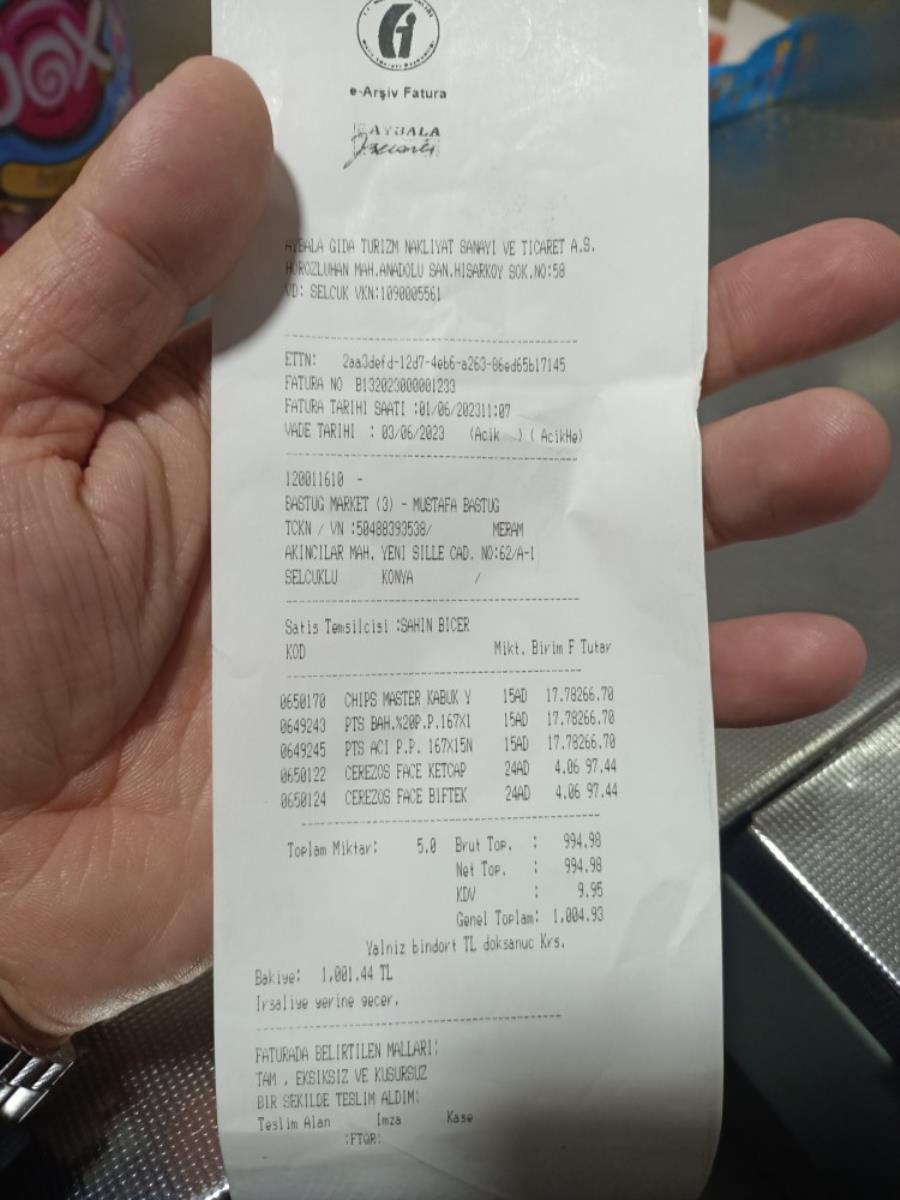 e-Arşiv Fatura
AYBALA
AYBALA GIDA TURIZM NAKLIYAT SANAYI VE TICARET A.S.
HOROZLUHAN MAH.ANADOLU SAN.HISARKOY SOK.NO:58
VD: SELCUK VKN:1090005561
ETTN: 2aa3defd-12d7-4eb6-a263-86ed65b17145
FATURA NO B132023000001233
FATURA TARIHI SAATI :01/06/202311:07
VADE TARIHI : 03/06/2023 (Acik ) ( AcikHe)
120011610 -
BASTUG MARKET (3) - MUSTAFA BASTUG
TCKN / VN :50488393538/ MERAM
AKINCILAR MAH. YENI SILLE CAD. NO:62/A-1
SELCUKLU KONYA /
Satis Temsilcisi :SAHIN BICER
KOD Mikt. Birim F Tutar
0650170 CHIPS MASTER KABUK Y 15AD 17.78266.70
0649243 PTS BAH.%20P.P.167X1 15AD 17.78266.70
0649245 PTS ACI P.P. 167X15N 15AD 17.78266.70
0650122 CEREZOS FACE KETCAP 24AD 4.06 97.44
0650124 CEREZOS FACE BIFTEK 24AD 4.06 97.44
Toplam Miktar: 5.0 Brut Top. : 994.98
Net Top. : 994.98
KDV : 9.95
Genel Toplam: 1,004.93
Yalniz bindort TL doksanuc Krs.
Bakiye: 1,001.44 TL
Irsaliye yerine gecer.
FATURADA BELIRTILEN MALLARI:
TAM , EKSIKSIZ VE KUSURSUZ
BIR SEKILDE TESLIM ALDIM:
Teslim Alan Imza Kase
:FTQR: